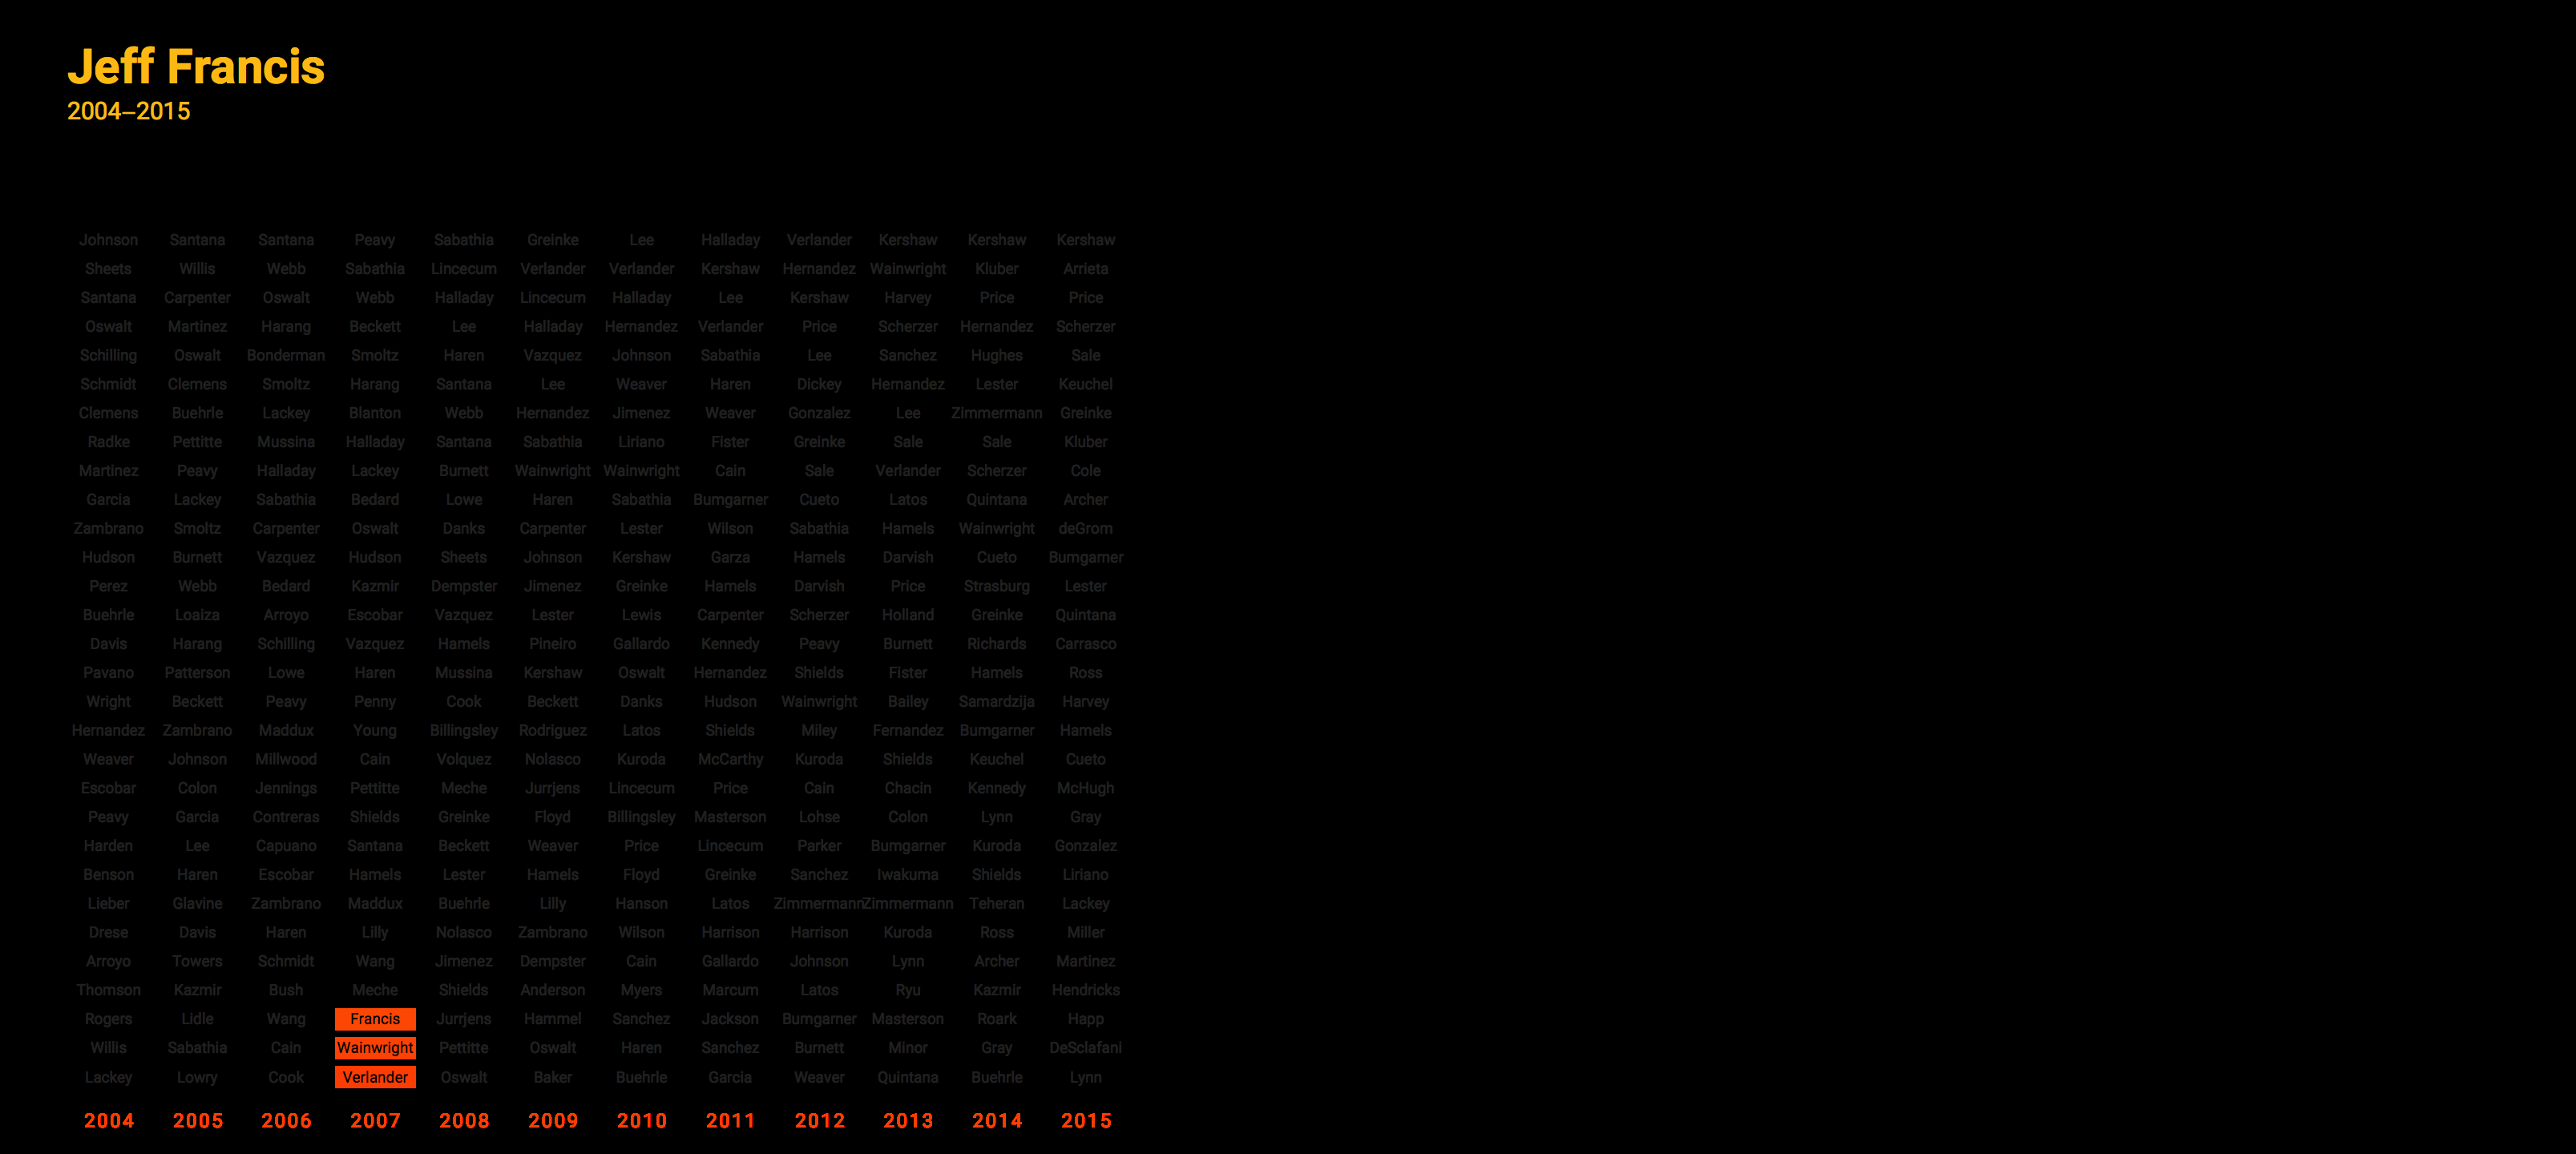 Jeff Francis
2004–2015
Johnson Santana Santana Peavy Sabathia Greinke Lee Halladay Verlander Kershaw Kershaw Kershaw
Sheets Willis Webb Sabathia Lincecum Verlander Verlander Kershaw Hernandez Wainwright Kluber Arrieta
Santana Carpenter Oswalt Webb Halladay Lincecum Halladay Lee Kershaw Harvey Price Price
Oswalt Martinez Harang Beckett Lee Halladay Hernandez Verlander Price Scherzer Hernandez Scherzer
Schilling Oswalt Bonderman Smoltz Haren Vazquez Johnson Sabathia Lee Sanchez Hughes Sale
Schmidt Clemens Smoltz Harang Santana Lee Weaver Haren Dickey Hernandez Lester Keuchel
Clemens Buehrle Lackey Blanton Webb Hernandez Jimenez Weaver Gonzalez Lee Zimmermann Greinke
Radke Pettitte Mussina Halladay Santana Sabathia Liriano Fister Greinke Sale Sale Kluber
Martinez Peavy Halladay Lackey Burnett Wainwright Wainwright Cain Sale Verlander Scherzer Cole
Garcia Lackey Sabathia Bedard Lowe Haren Sabathia Bumgarner Cueto Latos Quintana Archer
Zambrano Smoltz Carpenter Oswalt Danks Carpenter Lester Wilson Sabathia Hamels Wainwright deGrom
Hudson Burnett Vazquez Hudson Sheets Johnson Kershaw Garza Hamels Darvish Cueto Bumgarner
Perez Webb Bedard Kazmir Dempster Jimenez Greinke Hamels Darvish Price Strasburg Lester
Buehrle Loaiza Arroyo Escobar Vazquez Lester Lewis Carpenter Scherzer Holland Greinke Quintana
Davis Harang Schilling Vazquez Hamels Pineiro Gallardo Kennedy Peavy Burnett Richards Carrasco
Pavano Patterson Lowe Haren Mussina Kershaw Oswalt Hernandez Shields Fister Hamels Ross
Wright Beckett Peavy Penny Cook Beckett Danks Hudson Wainwright Bailey Samardzija Harvey
Hernandez Zambrano Maddux Young Billingsley Rodriguez Latos Shields Miley Fernandez Bumgarner Hamels
Weaver Johnson Millwood Cain Volquez Nolasco Kuroda McCarthy Kuroda Shields Keuchel Cueto
Escobar Colon Jennings Pettitte Meche Jurrjens Lincecum Price Cain Chacin Kennedy McHugh
Peavy Garcia Contreras Shields Greinke Floyd Billingsley Masterson Lohse Colon Lynn Gray
Harden Lee Capuano Santana Beckett Weaver Price Lincecum Parker Bumgarner Kuroda Gonzalez
Benson Haren Escobar Hamels Lester Hamels Floyd Greinke Sanchez Iwakuma Shields Liriano
Lieber Glavine Zambrano Maddux Buehrle Lilly Hanson Latos Zimmermann Zimmermann Teheran Lackey
Drese Davis Haren Lilly Nolasco Zambrano Wilson Harrison Harrison Kuroda Ross Miller
Arroyo Towers Schmidt Wang Jimenez Dempster Cain Gallardo Johnson Lynn Archer Martinez
Thomson Kazmir Bush Meche Shields Anderson Myers Marcum Latos Ryu Kazmir Hendricks
Rogers Lidle Wang Francis Jurrjens Hammel Sanchez Jackson Bumgarner Masterson Roark Happ
Willis Sabathia Cain Wainwright Pettitte Oswalt Haren Sanchez Burnett Minor Gray DeSclafani
Lackey Lowry Cook Verlander Oswalt Baker Buehrle Garcia Weaver Quintana Buehrle Lynn
2004 2005 2006 2007 2008 2009 2010 2011 2012 2013 2014 2015